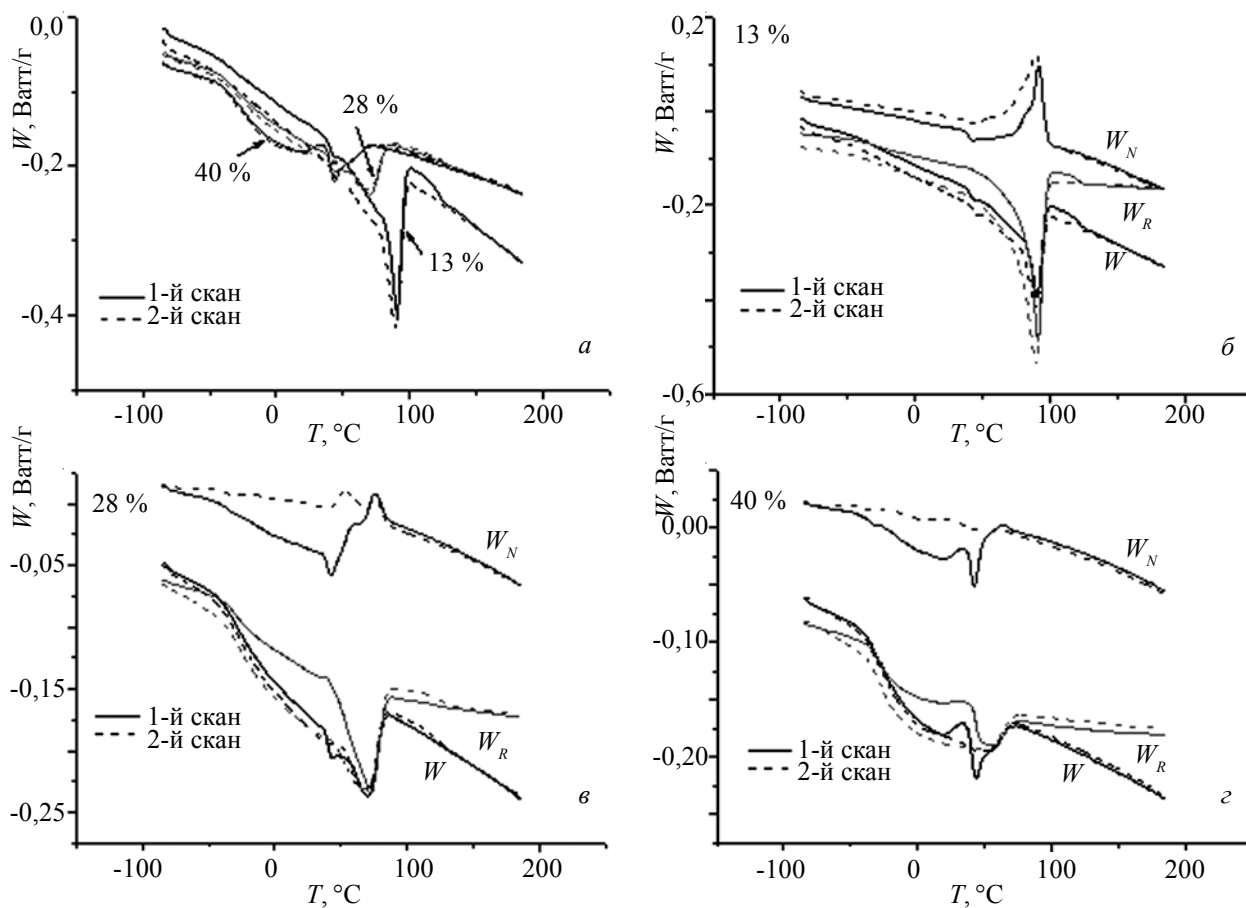 0,0
-0,2
-0,4
W, Ватт/г
28 %
40 %
13 %
1-й скан
2-й скан
а
-100 0 100 200
T, °C
0,2
-0,2
-0,6
W, Ватт/г
13 %
W_N
W_R
W
1-й скан
2-й скан
б
-100 0 100 200
T, °C
W, Ватт/г
-0,05
-0,15
-0,25
28 %
W_N
W_R
W
1-й скан
2-й скан
в
-100 0 100 200
T, °C
W, Ватт/г
0,00
-0,10
-0,20
40 %
W_N
W
W_R
1-й скан
2-й скан
г
-100 0 100 200
T, °C